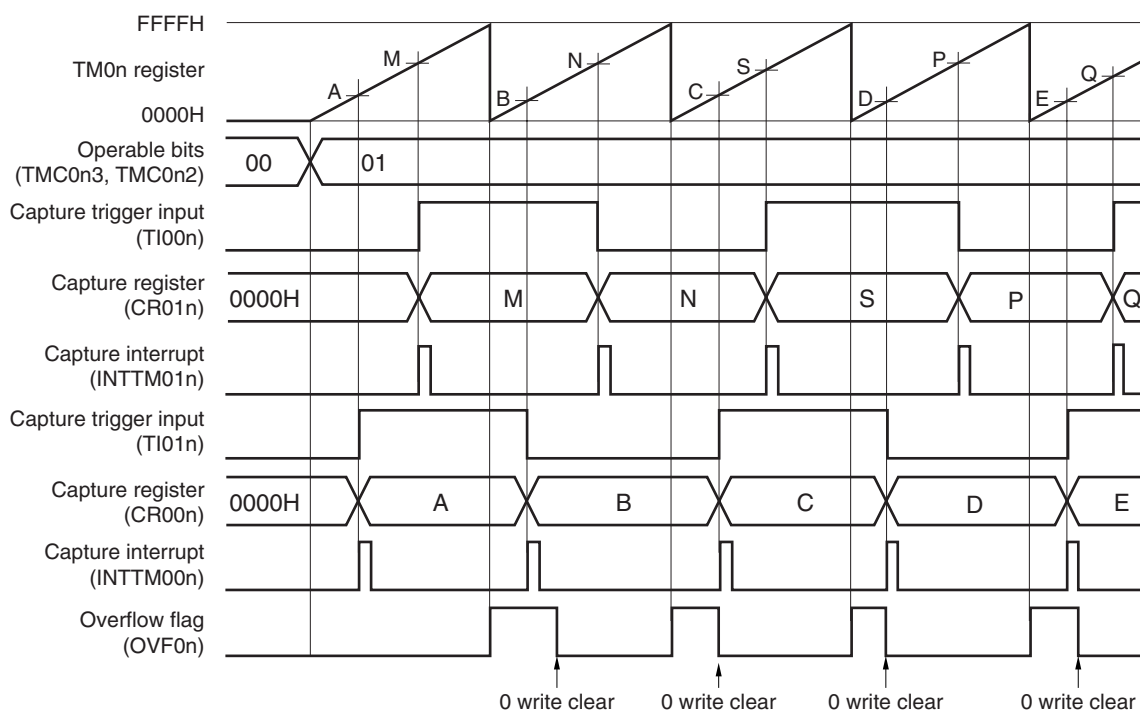 FFFFH
TM0n register
0000H
A M B N C S D P E Q
Operable bits
(TMC0n3, TMC0n2)
00 01
Capture trigger input
(TI00n)
Capture register
(CR01n)
0000H M N S P Q
Capture interrupt
(INTTM01n)
Capture trigger input
(TI01n)
Capture register
(CR00n)
0000H A B C D E
Capture interrupt
(INTTM00n)
Overflow flag
(OVF0n)
0 write clear 0 write clear 0 write clear 0 write clear